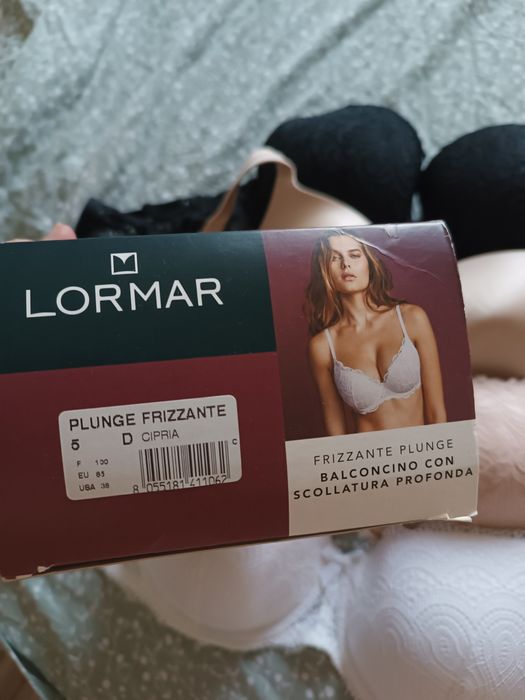 LORMAR
PLUNGE FRIZZANTE
5 D CIPRIA
F 100
EU 85
USA 38
C
8 055181 411062
FRIZZANTE PLUNGE
BALCONCINO CON
SCOLLATURA PROFONDA